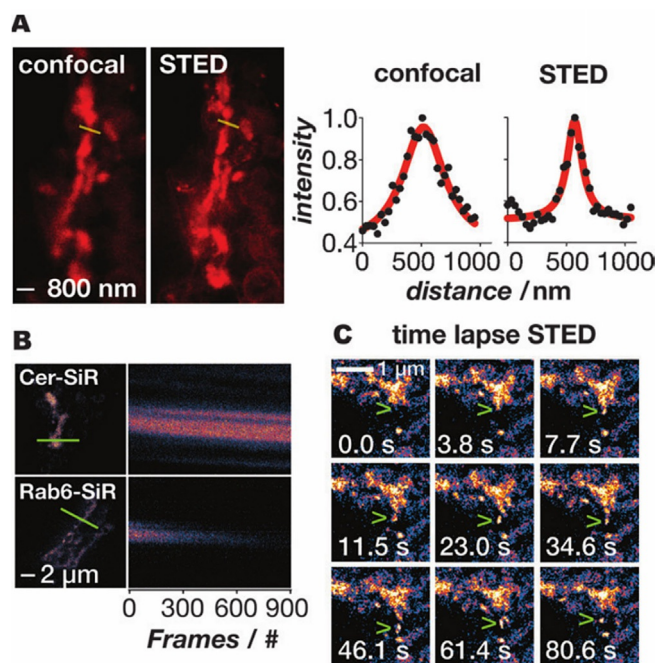 A
confocal
STED
800 nm
confocal
STED
intensity
1.0
0.8
0.6
0.4
0
500
1000
0
500
1000
distance / nm
B
Cer-SiR
Rab6-SiR
2 µm
0
300
600
900
Frames / #
C
time lapse STED
1 µm
>
>
>
0.0 s
3.8 s
7.7 s
>
>
>
11.5 s
23.0 s
34.6 s
>
>
>
46.1 s
61.4 s
80.6 s